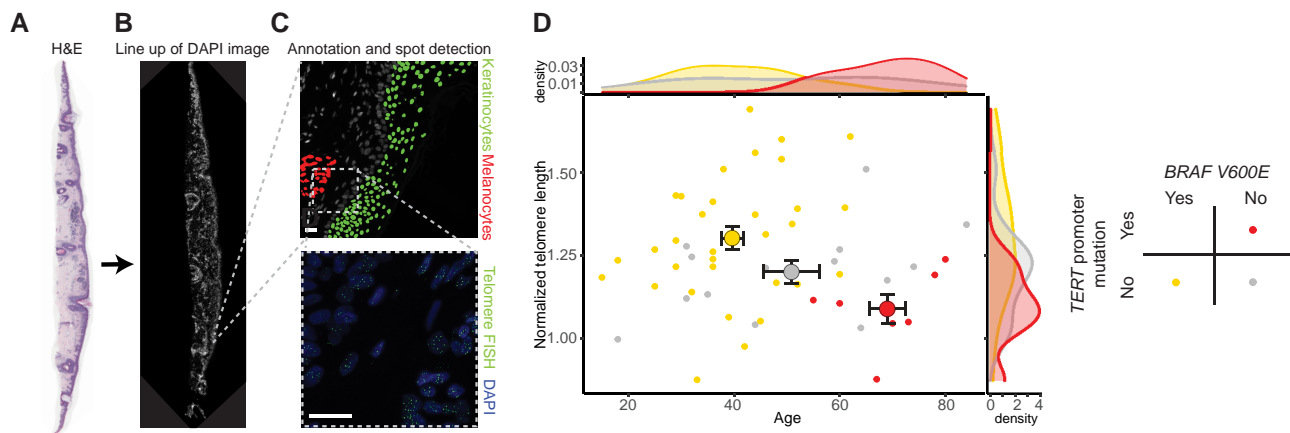 A
B
C
D
H&E
Line up of DAPI image
Annotation and spot detection
Keratinocytes
Melanocytes
Telomere FISH DAPI
density
0.03
0.01
Normalized telomere length
1.50
1.25
1.00
20
40
60
80
Age
0
2
4
density
BRAF V600E
Yes
No
TERT promoter
mutation
Yes
No